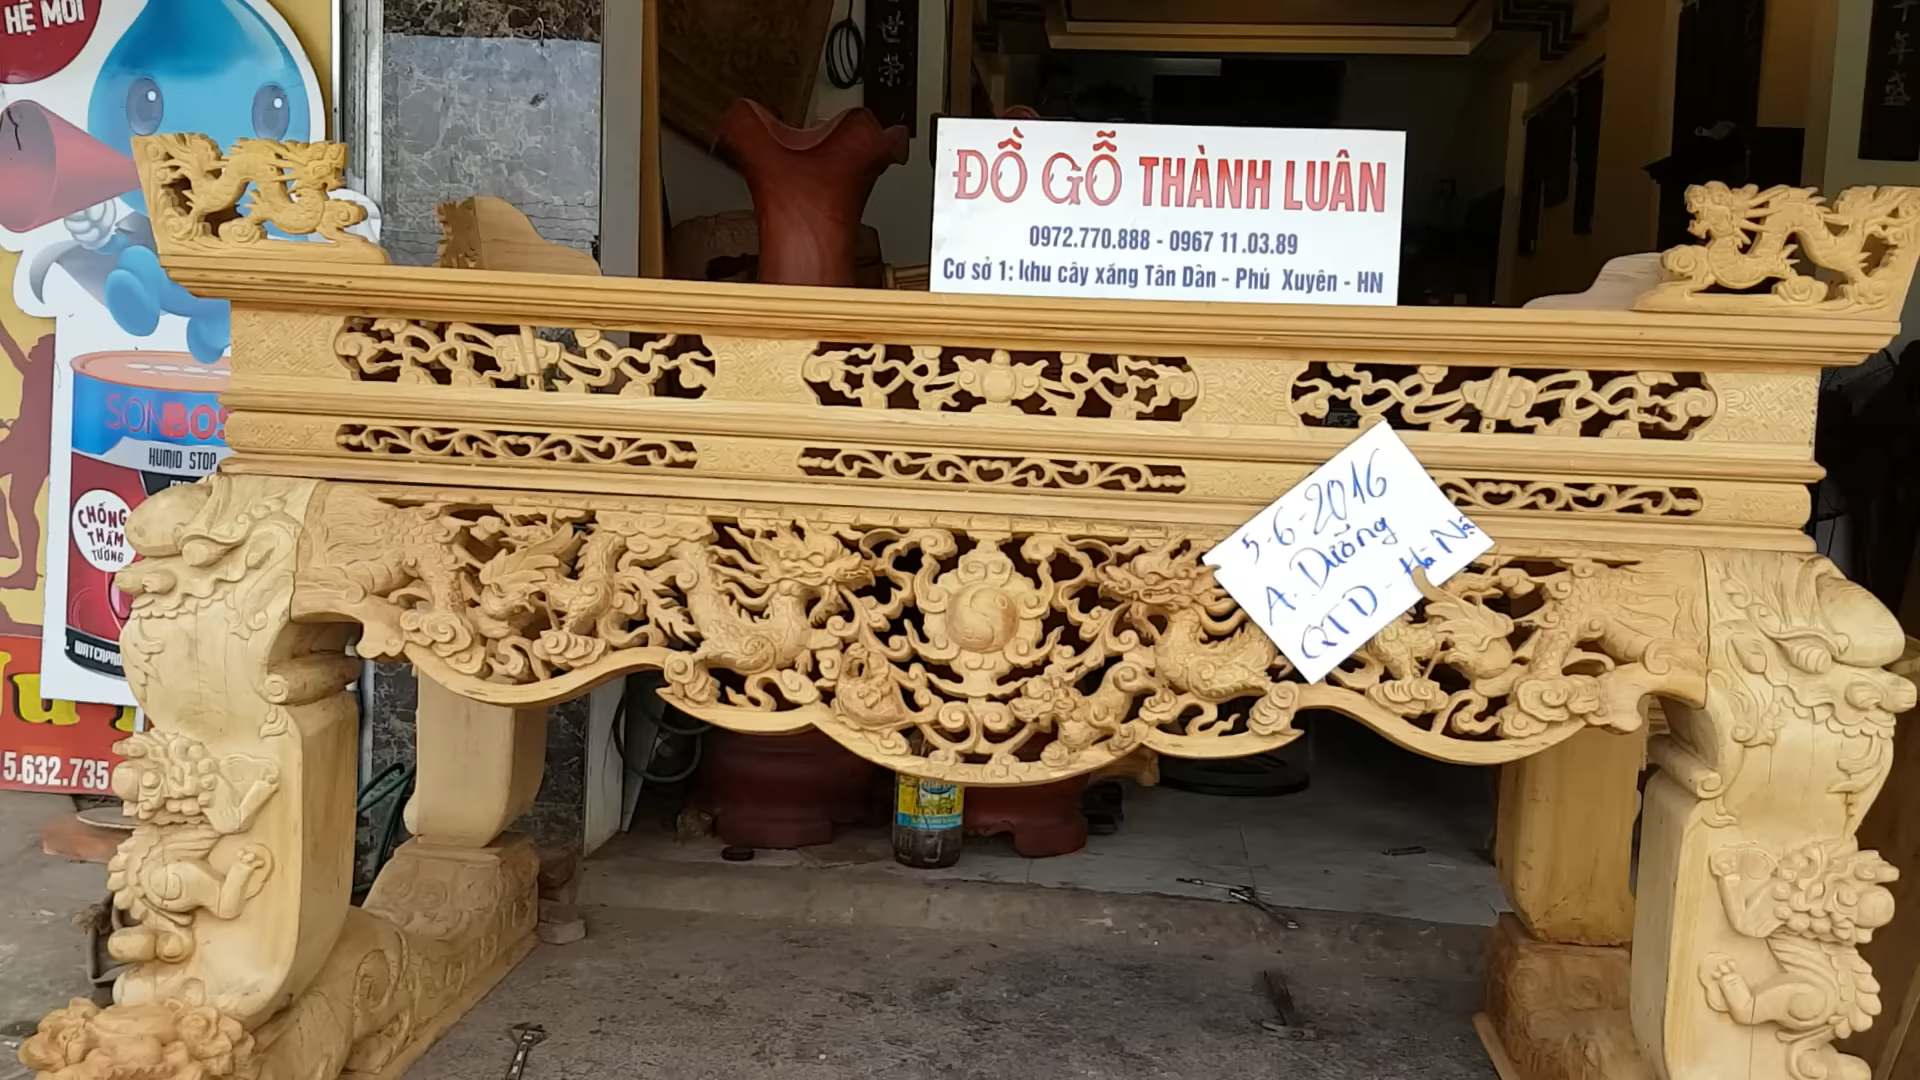 HỆ MỚI
ĐỒ GỖ THÀNH LUÂN
0972.770.888 - 0967 11.03.89
Cơ sở 1: khu cây xăng Tân Dân - Phú Xuyên - HN
5-6-2016
A. Dưỡng
QTD - Hà Nội
SONBOS
HUMID STOP
CHỐNG
THẤM
TƯỜNG
5.632.735